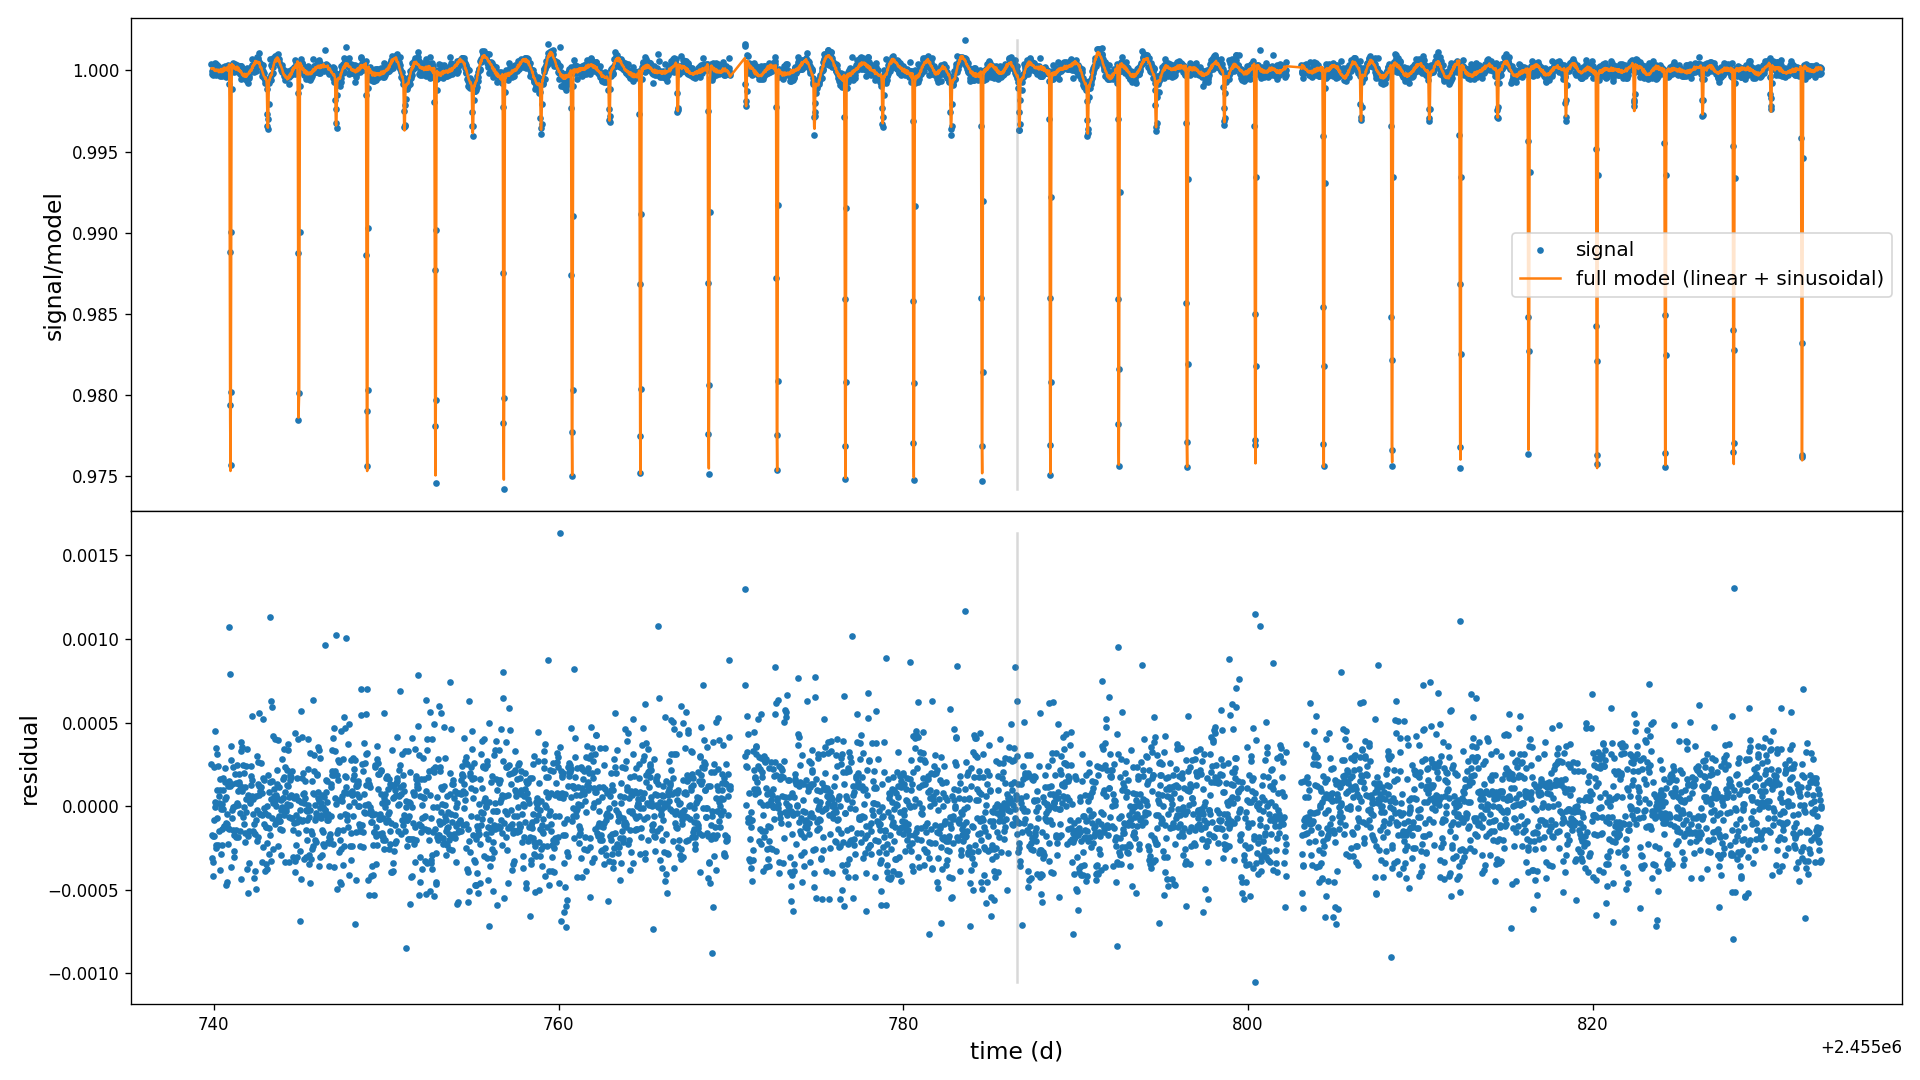 1.000
0.995
0.990
0.985
0.980
0.975
signal/model
signal
full model (linear + sinusoidal)
0.0015
0.0010
0.0005
0.0000
−0.0005
−0.0010
residual
740
760
780
800
820
time (d)
+2.455e6